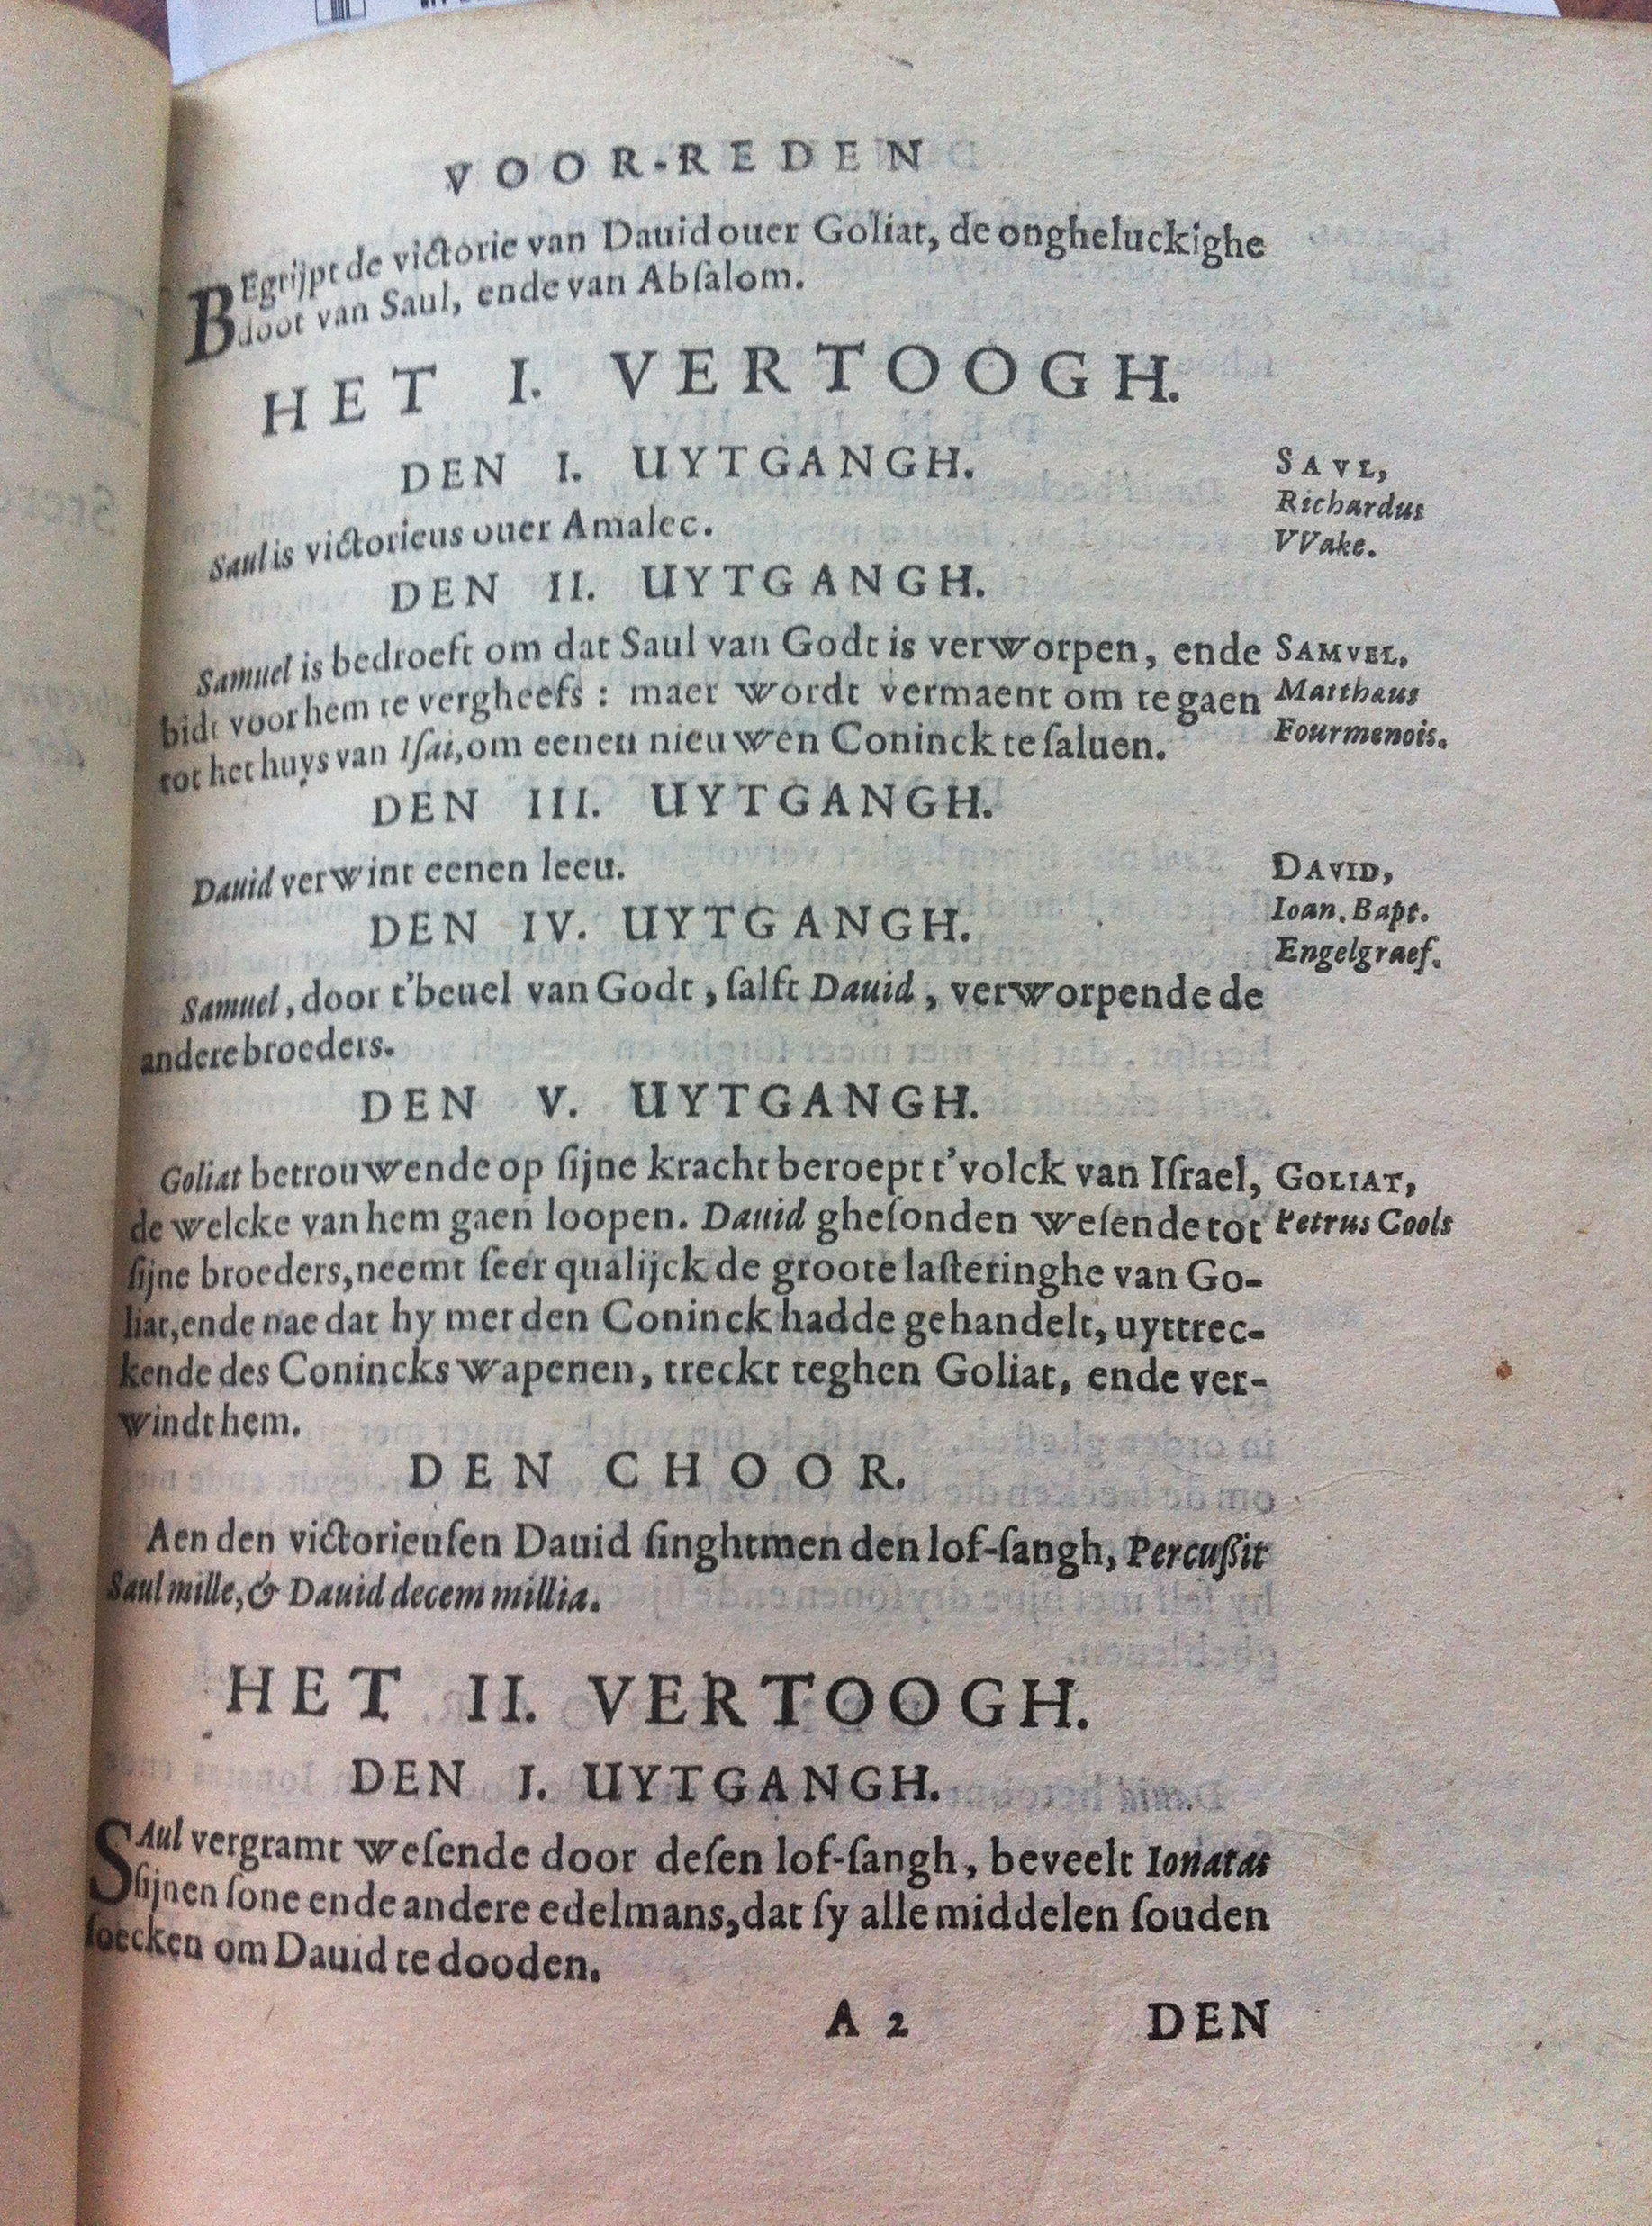 VOOR-REDEN
BEgrijpt de victorie van Dauid ouer Goliat, de ongheluckighe
doot van Saul, ende van Abſalom.
HET I. VERTOOGH.
DEN I. UYTGANGH.
Saul is victorieus ouer Amalec.
SAVL,
Richardus
VVake.
DEN II. UYTGANGH.
Samuel is bedroeft om dat Saul van Godt is verworpen, ende
bidt voor hem te vergheefs : maer wordt vermaent om te gaen
tot het huys van Iſai, om eenen nieuwen Coninck te ſaluen.
SAMVEL,
Matthæus
Fourmenois.
DEN III. UYTGANGH.
Dauid verwint eenen leeu.
DAVID,
Ioan. Bapt.
Engelgraef.
DEN IV. UYTGANGH.
Samuel, door t'beuel van Godt, ſalft Dauid, verworpende de
andere broeders.
DEN V. UYTGANGH.
Goliat betrouwende op ſijne kracht beroept t'volck van Iſrael,
de welcke van hem gaen loopen. Dauid gheſonden weſende tot
ſijne broeders, neemt ſeer qualijck de groote laſteringhe van Go-
liat, ende nae dat hy met den Coninck hadde gehandelt, uyttrec-
kende des Conincks wapenen, treckt teghen Goliat, ende ver-
windt hem.
GOLIAT,
Petrus Cools
DEN CHOOR.
Aen den victorieuſen Dauid ſinghtmen den lof-ſangh, Percuſsit
Saul mille, & Dauid decem millia.
HET II. VERTOOGH.
DEN I. UYTGANGH.
SAul vergramt weſende door deſen lof-ſangh, beveelt Ionatas
ſijnen ſone ende andere edelmans, dat ſy alle middelen ſouden
ſoecken om Dauid te dooden.
A 2 DEN